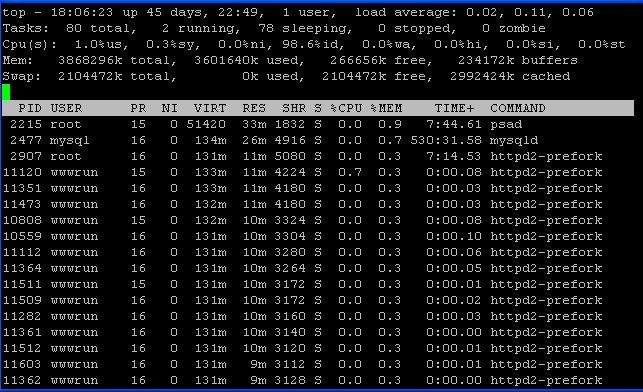 top - 18:06:23 up 45 days, 22:49,  1 user,  load average: 0.02, 0.11, 0.06
Tasks:  80 total,   2 running,  78 sleeping,   0 stopped,   0 zombie
Cpu(s):  1.0%us,  0.3%sy,  0.0%ni, 98.6%id,  0.0%wa,  0.0%hi,  0.0%si,  0.0%st
Mem:   3868296k total,  3601640k used,   266656k free,   234172k buffers
Swap:  2104472k total,        0k used,  2104472k free,  2992424k cached
PID USER      PR  NI  VIRT  RES  SHR S %CPU %MEM    TIME+  COMMAND
2215 root      15   0 51420  33m 1832 S  0.0  0.9   7:44.61 psad
2477 mysql     16   0  134m  26m 4916 S  0.0  0.7 530:31.58 mysqld
2907 root      16   0  131m  11m 5080 S  0.0  0.3   7:14.53 httpd2-prefork
11120 wwwrun    15   0  133m  11m 4224 S  0.7  0.3   0:00.08 httpd2-prefork
11351 wwwrun    16   0  133m  11m 4180 S  0.0  0.3   0:00.03 httpd2-prefork
11473 wwwrun    16   0  132m  11m 4180 S  0.0  0.3   0:00.03 httpd2-prefork
10808 wwwrun    15   0  132m  10m 3324 S  0.0  0.3   0:00.08 httpd2-prefork
10559 wwwrun    16   0  131m  10m 3304 S  0.0  0.3   0:00.10 httpd2-prefork
11112 wwwrun    16   0  131m  10m 3280 S  0.0  0.3   0:00.06 httpd2-prefork
11364 wwwrun    16   0  131m  10m 3264 S  0.0  0.3   0:00.05 httpd2-prefork
11511 wwwrun    15   0  131m  10m 3172 S  0.0  0.3   0:00.01 httpd2-prefork
11509 wwwrun    16   0  131m  10m 3172 S  0.0  0.3   0:00.02 httpd2-prefork
11282 wwwrun    16   0  131m  10m 3160 S  0.0  0.3   0:00.03 httpd2-prefork
11361 wwwrun    16   0  131m  10m 3140 S  0.0  0.3   0:00.00 httpd2-prefork
11512 wwwrun    16   0  131m  10m 3120 S  0.0  0.3   0:00.01 httpd2-prefork
11603 wwwrun    16   0  131m   9m 3112 S  0.0  0.3   0:00.01 httpd2-prefork
11362 wwwrun    16   0  131m   9m 3128 S  0.0  0.3   0:00.00 httpd2-prefork